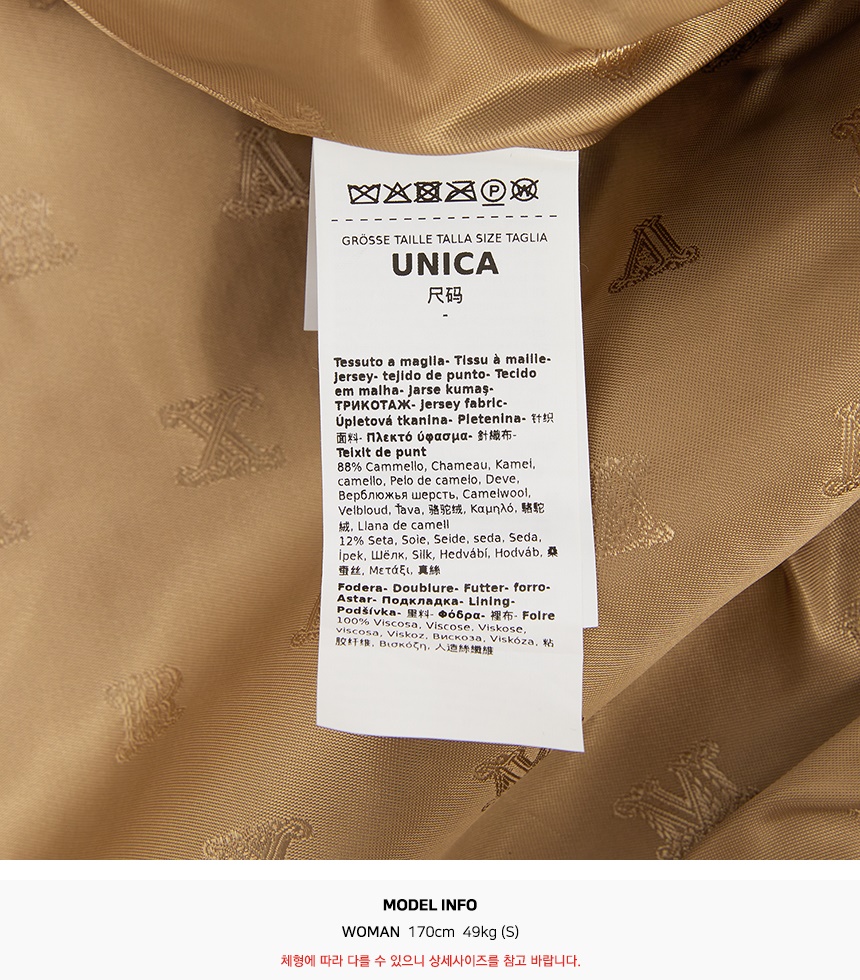 P W
GRÖSSE TAILLE TALLA SIZE TAGLIA
UNICA
尺码
-
Tessuto a maglia- Tissu à maille-
Jersey- tejido de punto- Tecido
em malha- Jarse kumaş-
ТРИКОТАЖ- Jersey fabric-
Úpletová tkanina- Pletenina- 针织
面料- Πλεκτό ύφασμα- 針織布-
Teixit de punt
88% Cammello, Chameau, Kamel,
camello, Pelo de camelo, Deve,
Верблюжья шерсть, Camelwool,
Velbloud, Ťava, 骆驼绒, Καμηλό, 駱駝
絨, Llana de camell
12% Seta, Soie, Seide, seda, Seda,
İpek, Шёлк, Silk, Hedvábí, Hodváb, 桑
蚕丝, Μετάξι, 真絲
Fodera- Doublure- Futter- forro-
Astar- Подкладка- Lining-
Podšívka- 里料- Φόδρα- 裡布- Folre
100% Viscosa, Viscose, Viskose,
viscosa, Viskoz, Вискоза, Viskóza, 粘
胶纤维, Βισκόζη, 人造絲纖維
MODEL INFO
WOMAN 170cm 49kg (S)
체형에 따라 다를 수 있으니 상세사이즈를 참고 바랍니다.